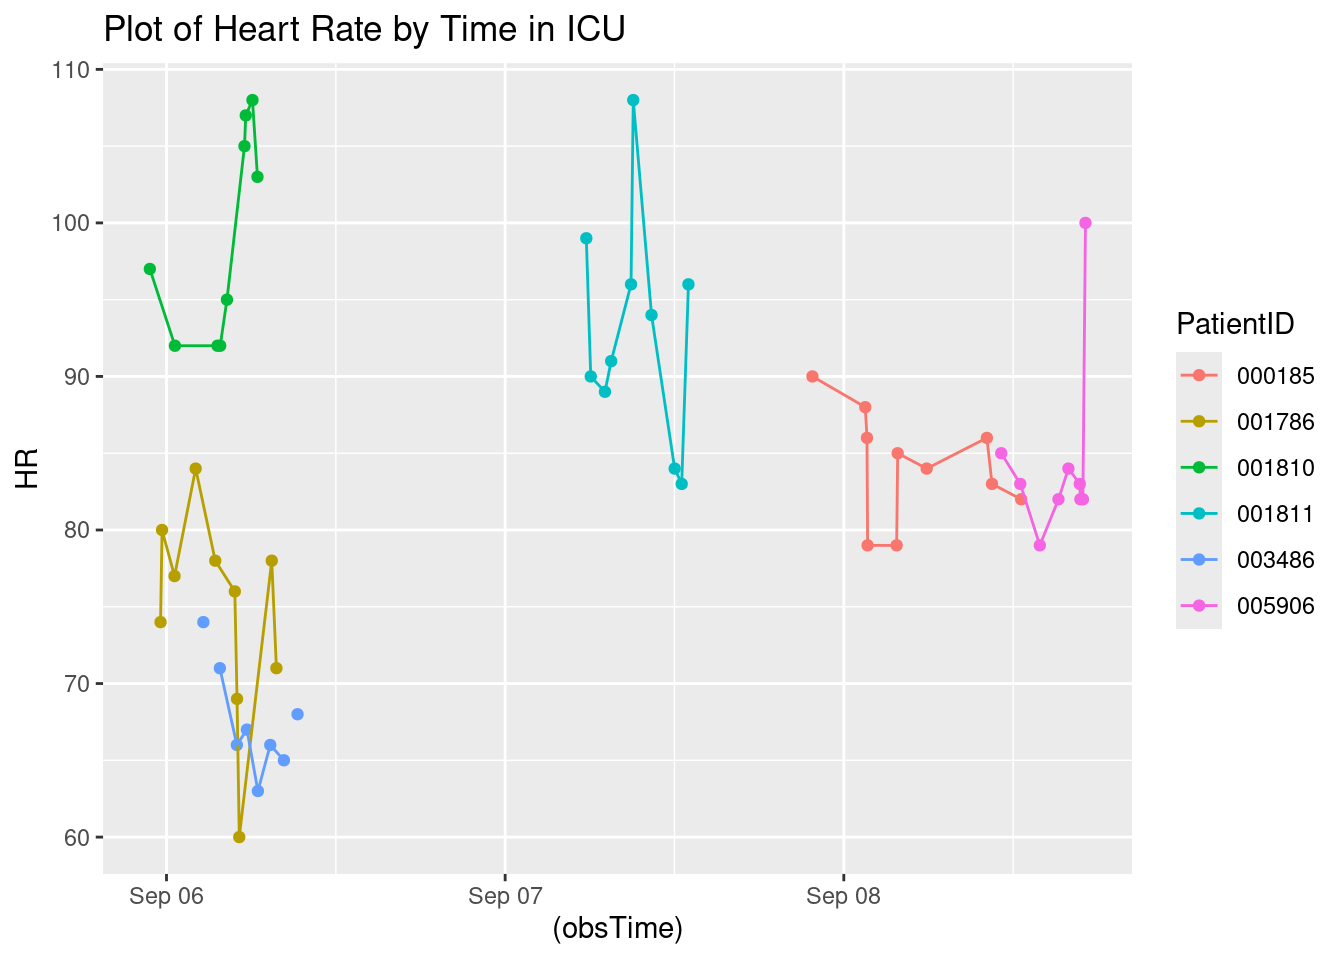 Plot of Heart Rate by Time in ICU
110
100
90
80
70
60
HR
Sep 06
Sep 07
Sep 08
(obsTime)
PatientID
000185
001786
001810
001811
003486
005906